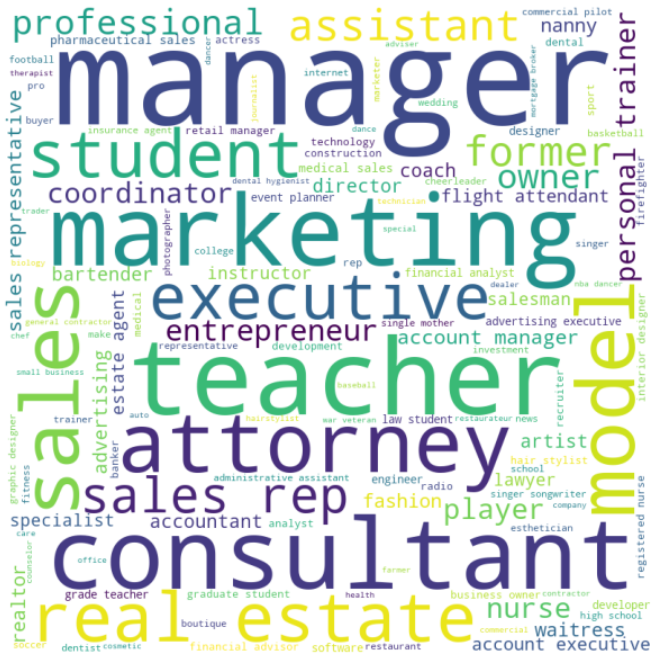 professional
assistant
commercial pilot
nanny
personal trainer
pharmaceutical sales
actress
dancer
adviser
dental
football
therapist
pro
manager
internet
marketer
mortgage broker
sport
buyer
journalist
wedding
insurance agent
retail manager
dance
designer
basketball
student
technology
construction
former
firefighter
sales representative
medical sales
coach
owner
dental hygienist
director
cheerleader
coordinator
event planner
technician
flight attendant
trader
photographer
marketing
special
singer
biology
college
rep
bartender
instructor
financial analyst
sales
medical
executive
dealer
salesman
nba dancer
model
interior designer
general contractor
estate agent
entrepreneur
single mother
advertising executive
chef
make
account manager
small business
representative
development
investment
advertising
teacher
recruiter
baseball
trainer
auto
hairstylist
mar veteran
law student
restaurateur
news
graphic designer
fitness
banker
attorney
artist
hair stylist
school
administrative assistant
engineer
lawyer
sales rep
radio
singer songwriter
registered nurse
fashion
player
company
specialist
accountant
analyst
esthetician
care
consultant
office
realtor
counselor
farmer
grade teacher
graduate student
health
business owner
contractor
real estate
nurse
developer
high school
boutique
commercial
waitress
soccer
dentist
cosmetic
financial advisor
software
restaurant
account executive